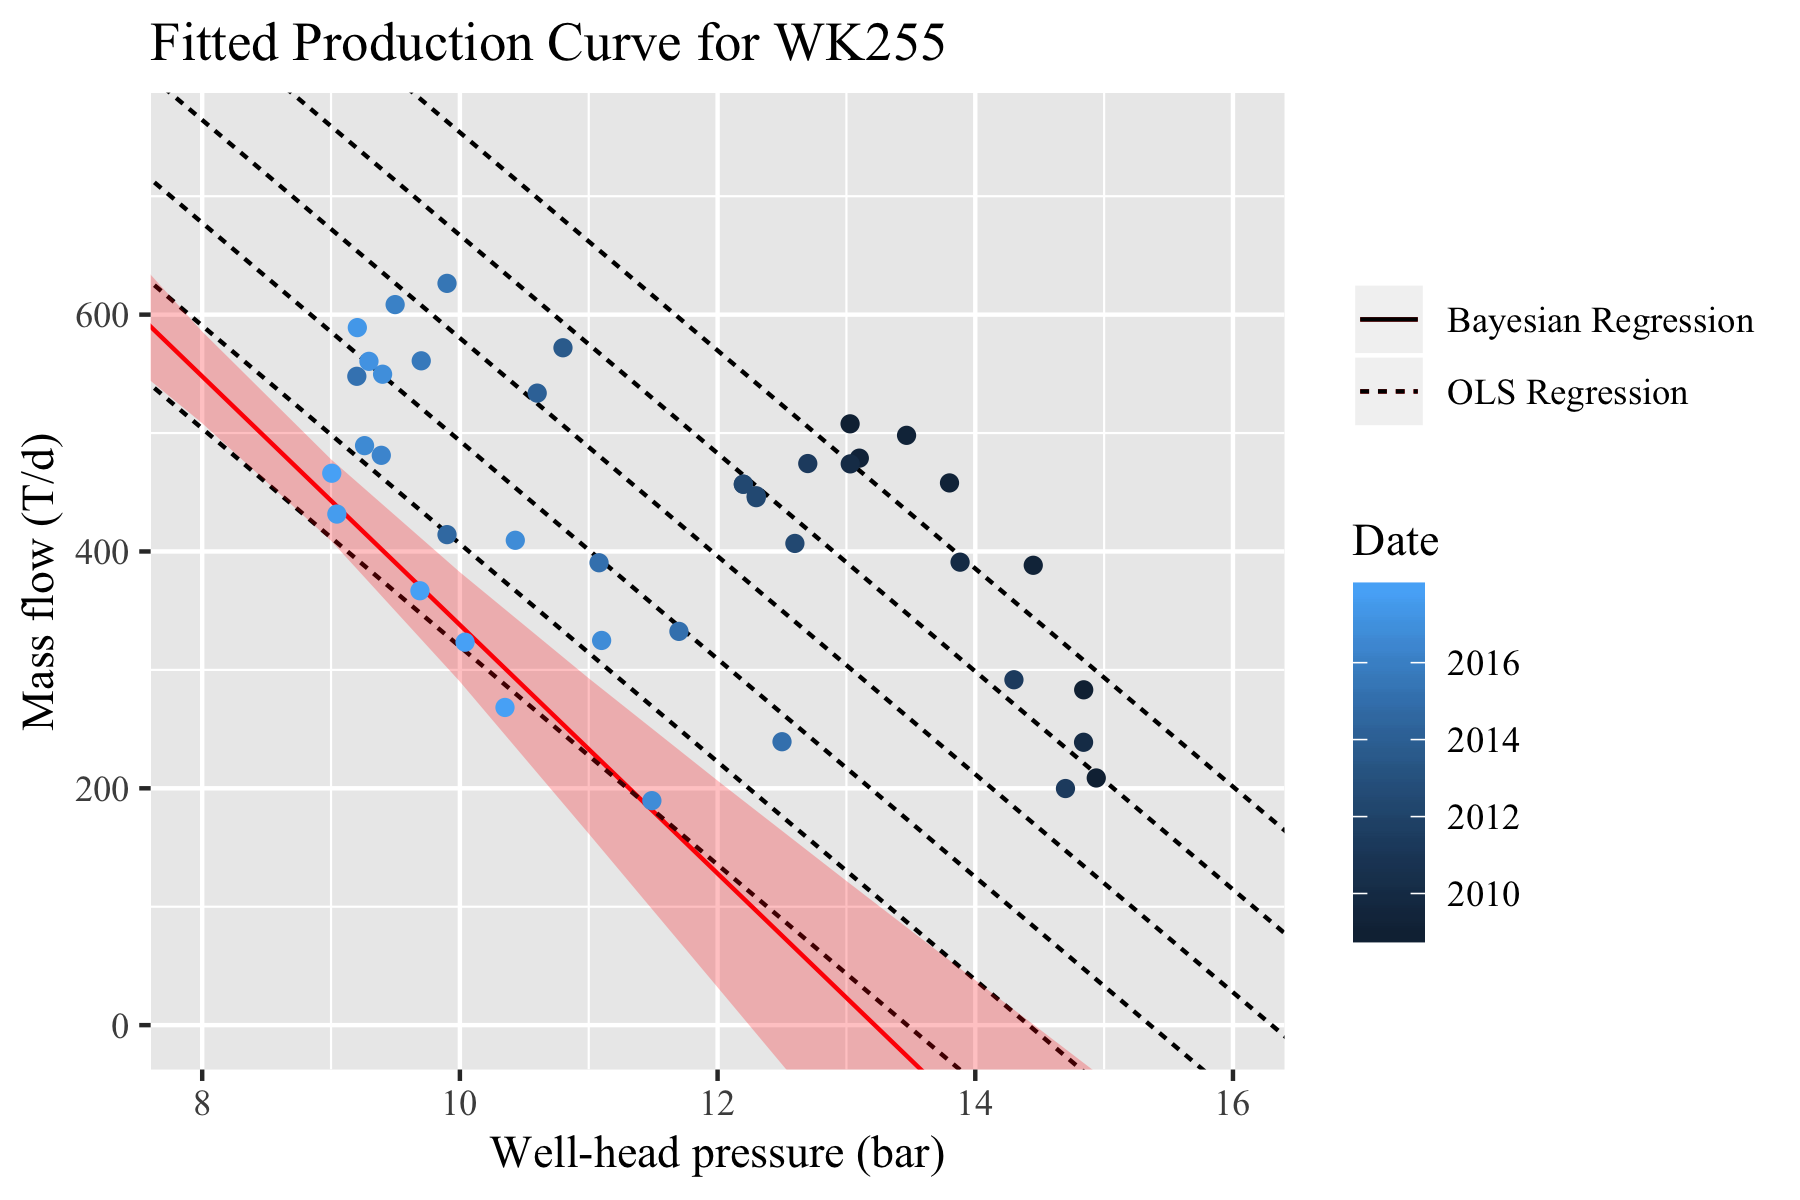 Fitted Production Curve for WK255
Mass flow (T/d)
600
400
200
0
8
10
12
14
16
Well-head pressure (bar)
Bayesian Regression
OLS Regression
Date
2016
2014
2012
2010